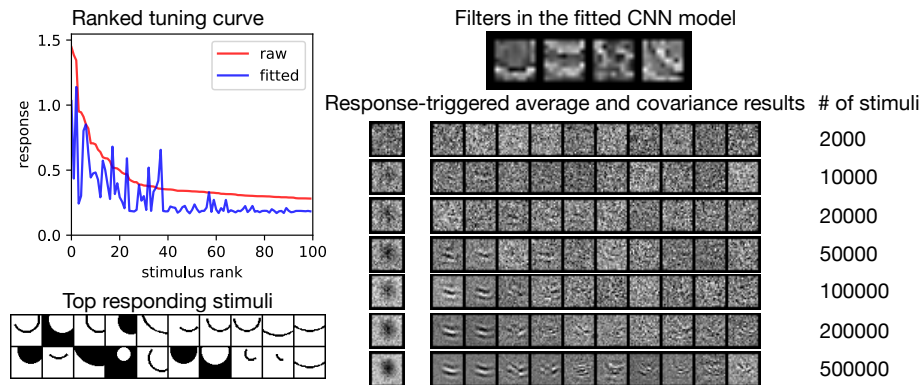 Ranked tuning curve
1.5
1.0
0.5
0.0
response
raw
fitted
0 20 40 60 80 100
stimulus rank
Top responding stimuli
Filters in the fitted CNN model
Response-triggered average and covariance results # of stimuli
2000
10000
20000
50000
100000
200000
500000